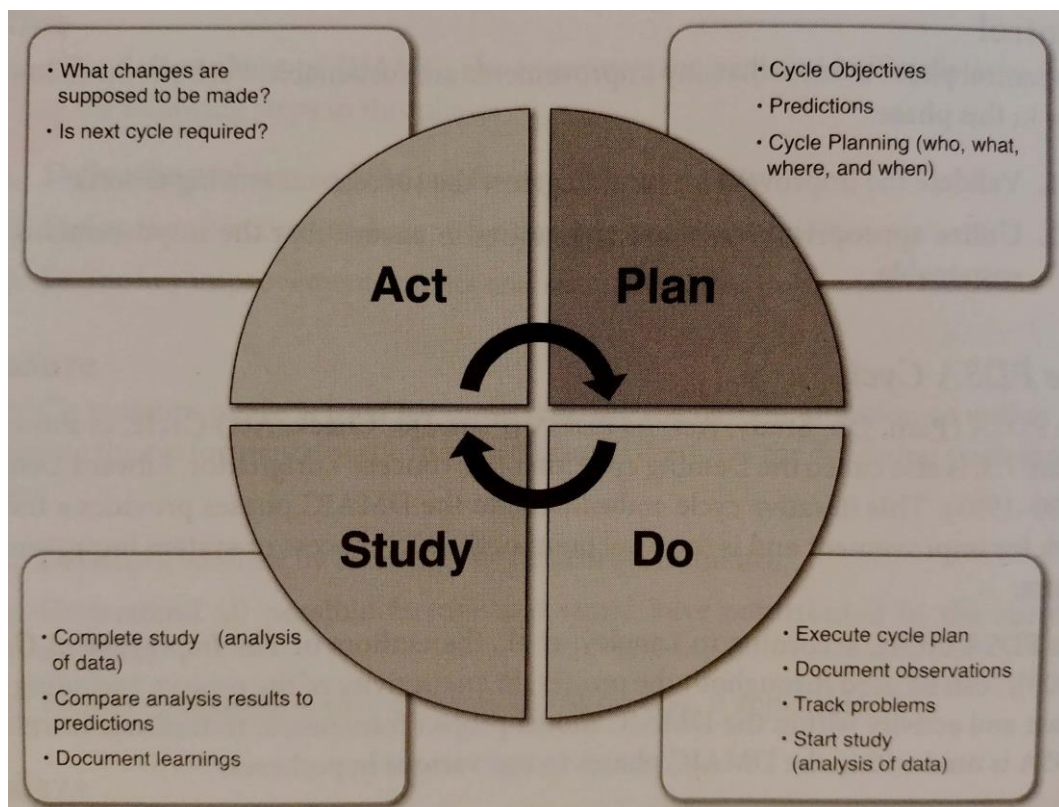 • What changes are
supposed to be made?
• Is next cycle required?
• Cycle Objectives
• Predictions
• Cycle Planning (who, what,
where, and when)
Act
Plan
Study
Do
• Complete study (analysis
of data)
• Compare analysis results to
predictions
• Document learnings
• Execute cycle plan
• Document observations
• Track problems
• Start study
(analysis of data)